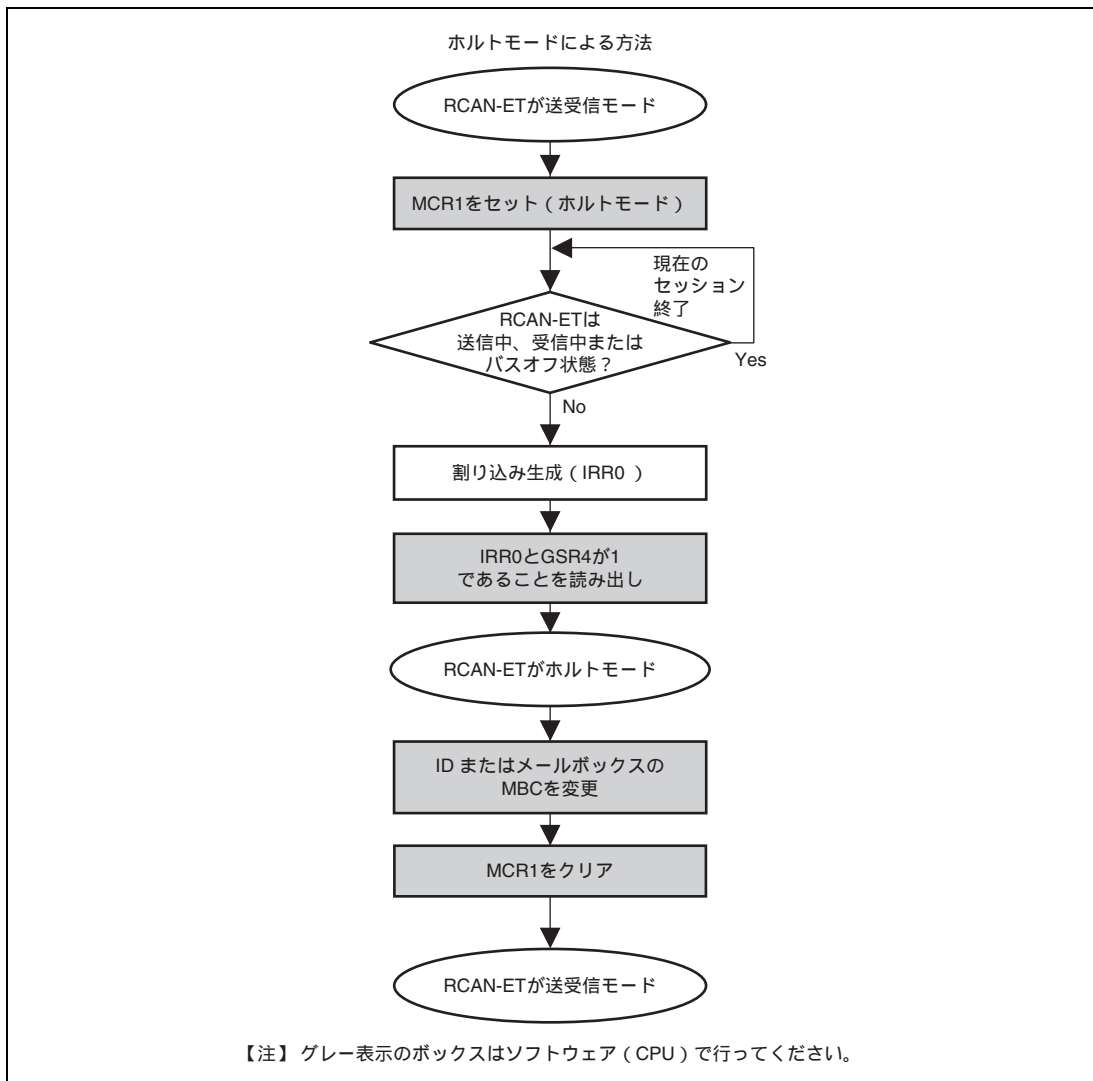 ホルトモードによる方法
RCAN-ETが送受信モード
MCR1をセット（ホルトモード）
現在の
セッション
終了
RCAN-ETは
送信中、受信中または
バスオフ状態？
Yes
No
割り込み生成（IRR0 ）
IRR0とGSR4が1
であることを読み出し
RCAN-ETがホルトモード
ID またはメールボックスの
MBCを変更
MCR1をクリア
RCAN-ETが送受信モード
【注】 グレー表示のボックスはソフトウェア（CPU）で行ってください。